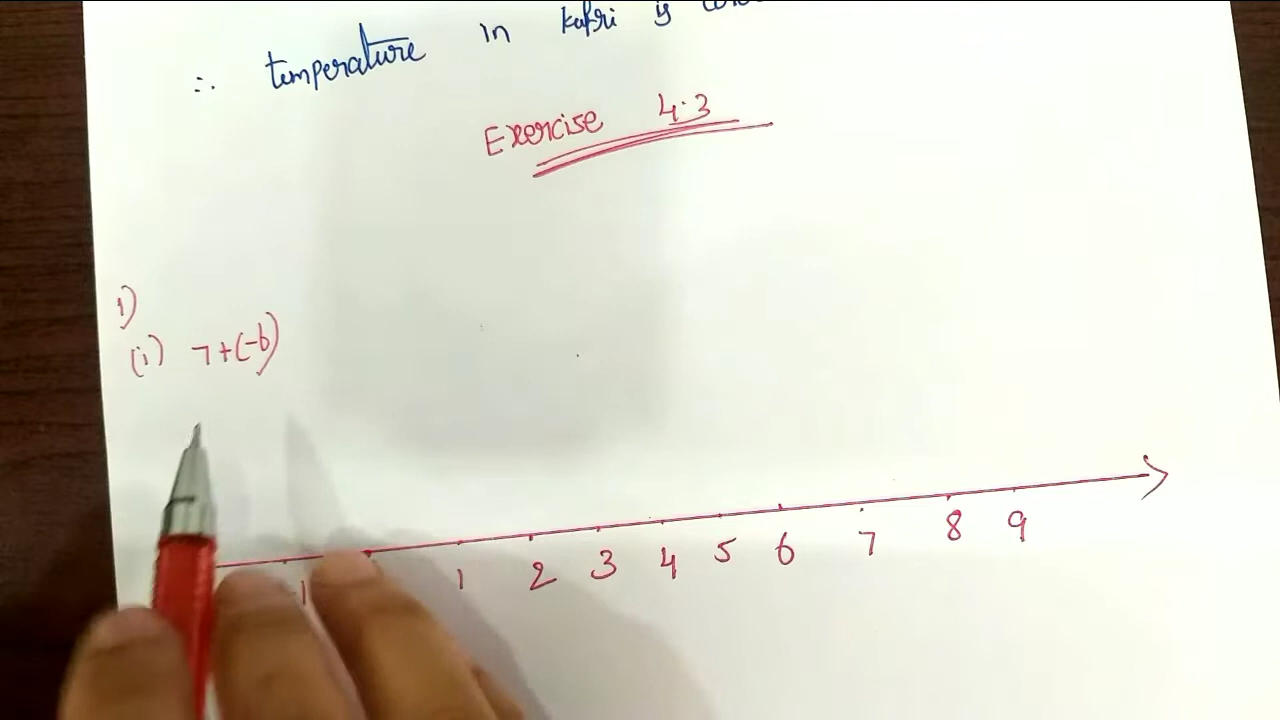 ∴ temperature in kufri is
Exercise 4.3
1)
(i) 7+(-6)
-1 1 2 3 4 5 6 7 8 9